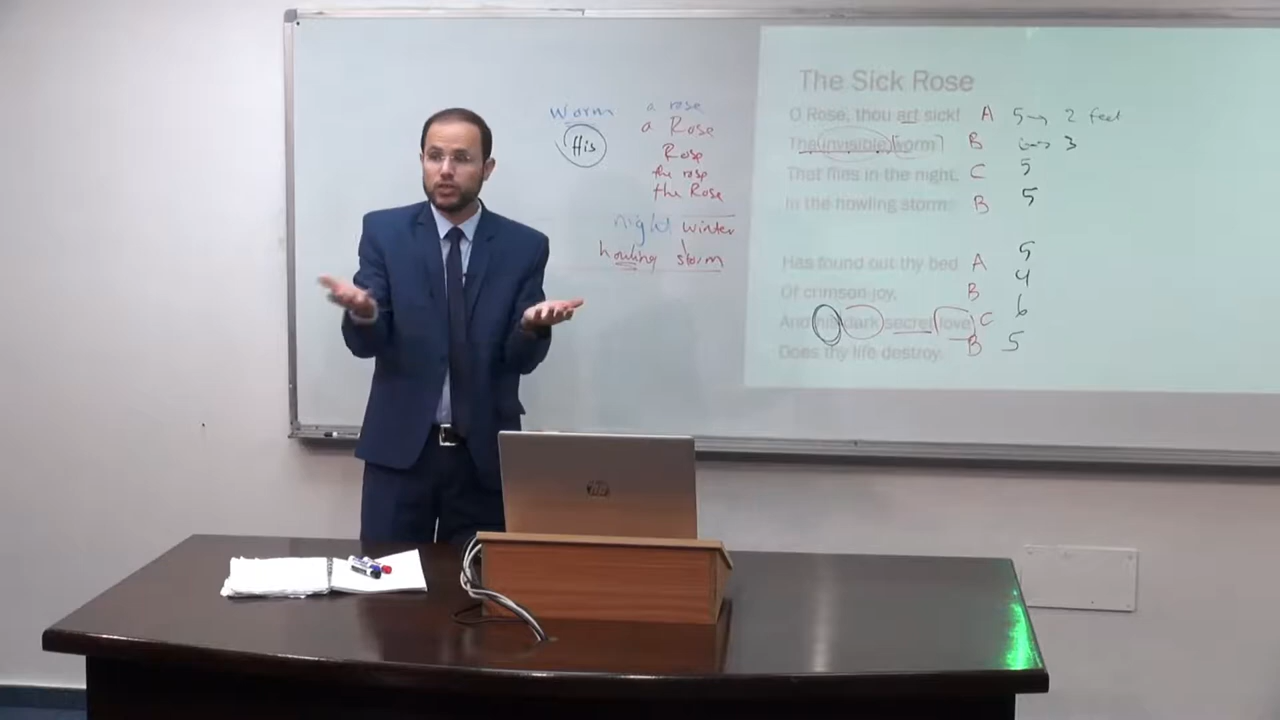 Worm
His
a rose
a Rose
Rose
the rose
the Rose
night winter
howling storm
The Sick Rose
O Rose, thou art sick! A 5 → 2 feet
The invisible worm B 3
That flies in the night. C 5
In the howling storm B 5
Has found out thy bed A 5
Of crimson joy, B 4
And his dark secret love C 6
Does thy life destroy. B 5
hp